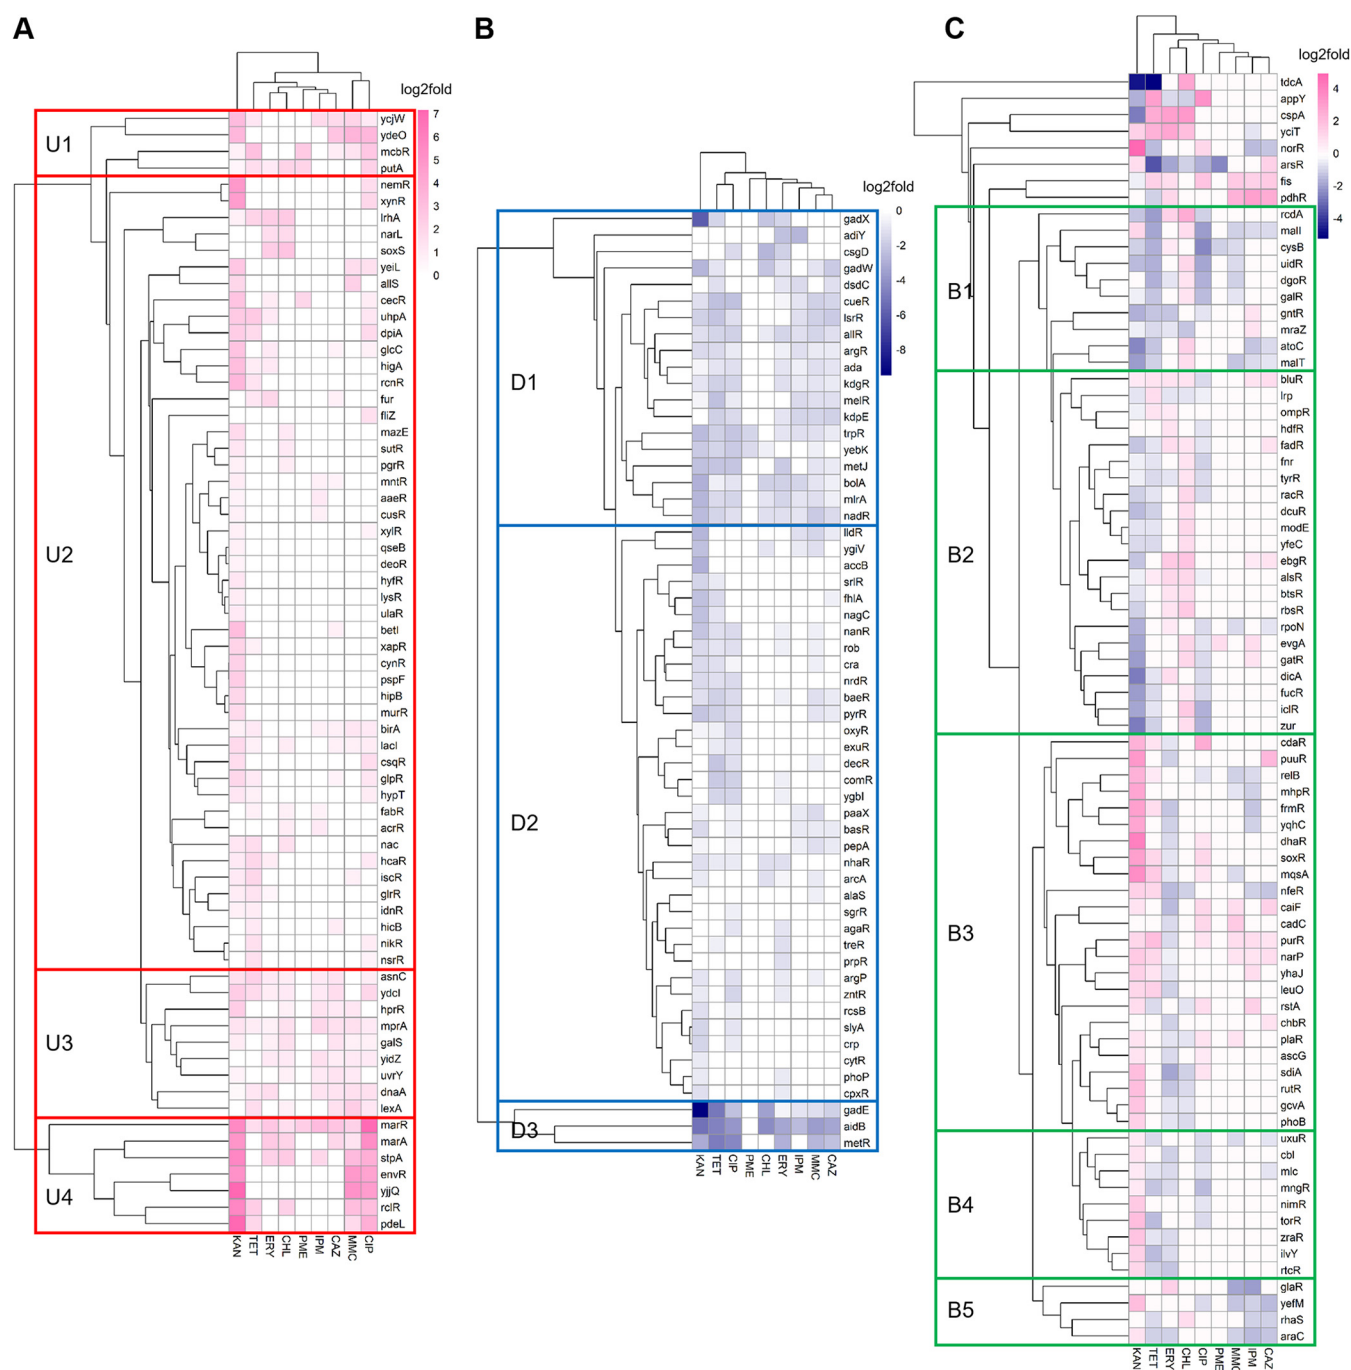 A
B
C
log2fold
7
6
5
4
3
2
1
0
U1
U2
U3
U4
ycjW
ydeO
mcbR
putA
nemR
xynR
lrhA
narL
soxS
yeiL
allS
cecR
uhpA
dpiA
glcC
higA
rcnR
fur
fliZ
mazE
sutR
pgrR
mntR
aaeR
cusR
xylR
qseB
deoR
hyfR
lysR
ulaR
betI
xapR
cynR
pspF
hipB
murR
birA
lacI
csqR
glpR
hypT
fabR
acrR
nac
hcaR
iscR
glrR
idnR
hicB
nikR
nsrR
asnC
ydcI
hprR
mprA
galS
yidZ
uvrY
dnaA
lexA
marR
marA
stpA
envR
yjjQ
rclR
pdeL
KAN TET ERY CHL PME IPM CAZ MMC CIP
log2fold
0
-2
-4
-6
-8
D1
D2
D3
gadX
adiY
csgD
gadW
dsdC
cueR
lsrR
allR
argR
ada
kdgR
melR
kdpE
trpR
yebK
metJ
bolA
mlrA
nadR
lldR
ygiV
accB
srlR
fhlA
nagC
nanR
rob
cra
nrdR
baeR
pyrR
oxyR
exuR
decR
comR
ygbI
paaX
basR
pepA
nhaR
arcA
alaS
sgrR
agaR
treR
prpR
argP
zntR
rcsB
slyA
crp
cytR
phoP
cpxR
gadE
aidB
metR
KAN TET CIP PME CHL ERY IPM MMC CAZ
log2fold
4
2
0
-2
-4
B1
B2
B3
B4
B5
tdcA
appY
cspA
yciT
norR
arsR
fis
pdhR
rcdA
malI
cysB
uidR
dgoR
galR
gntR
mraZ
atoC
malT
bluR
lrp
ompR
hdfR
fadR
fnr
tyrR
racR
dcuR
modE
yfeC
ebgR
alsR
btsR
rbsR
rpoN
evgA
gatR
dicA
fucR
iclR
zur
cdaR
puuR
relB
mhpR
frmR
yqhC
dhaR
soxR
mqsA
nfeR
caiF
cadC
purR
narP
yhaJ
leuO
rstA
chbR
plaR
ascG
sdiA
rutR
gcvA
phoB
uxuR
cbl
mlc
mngR
nimR
torR
zraR
ilvY
rtcR
glaR
yefM
rhaS
araC
KAN TET ERY CHL CIP PME MMC IPM CAZ